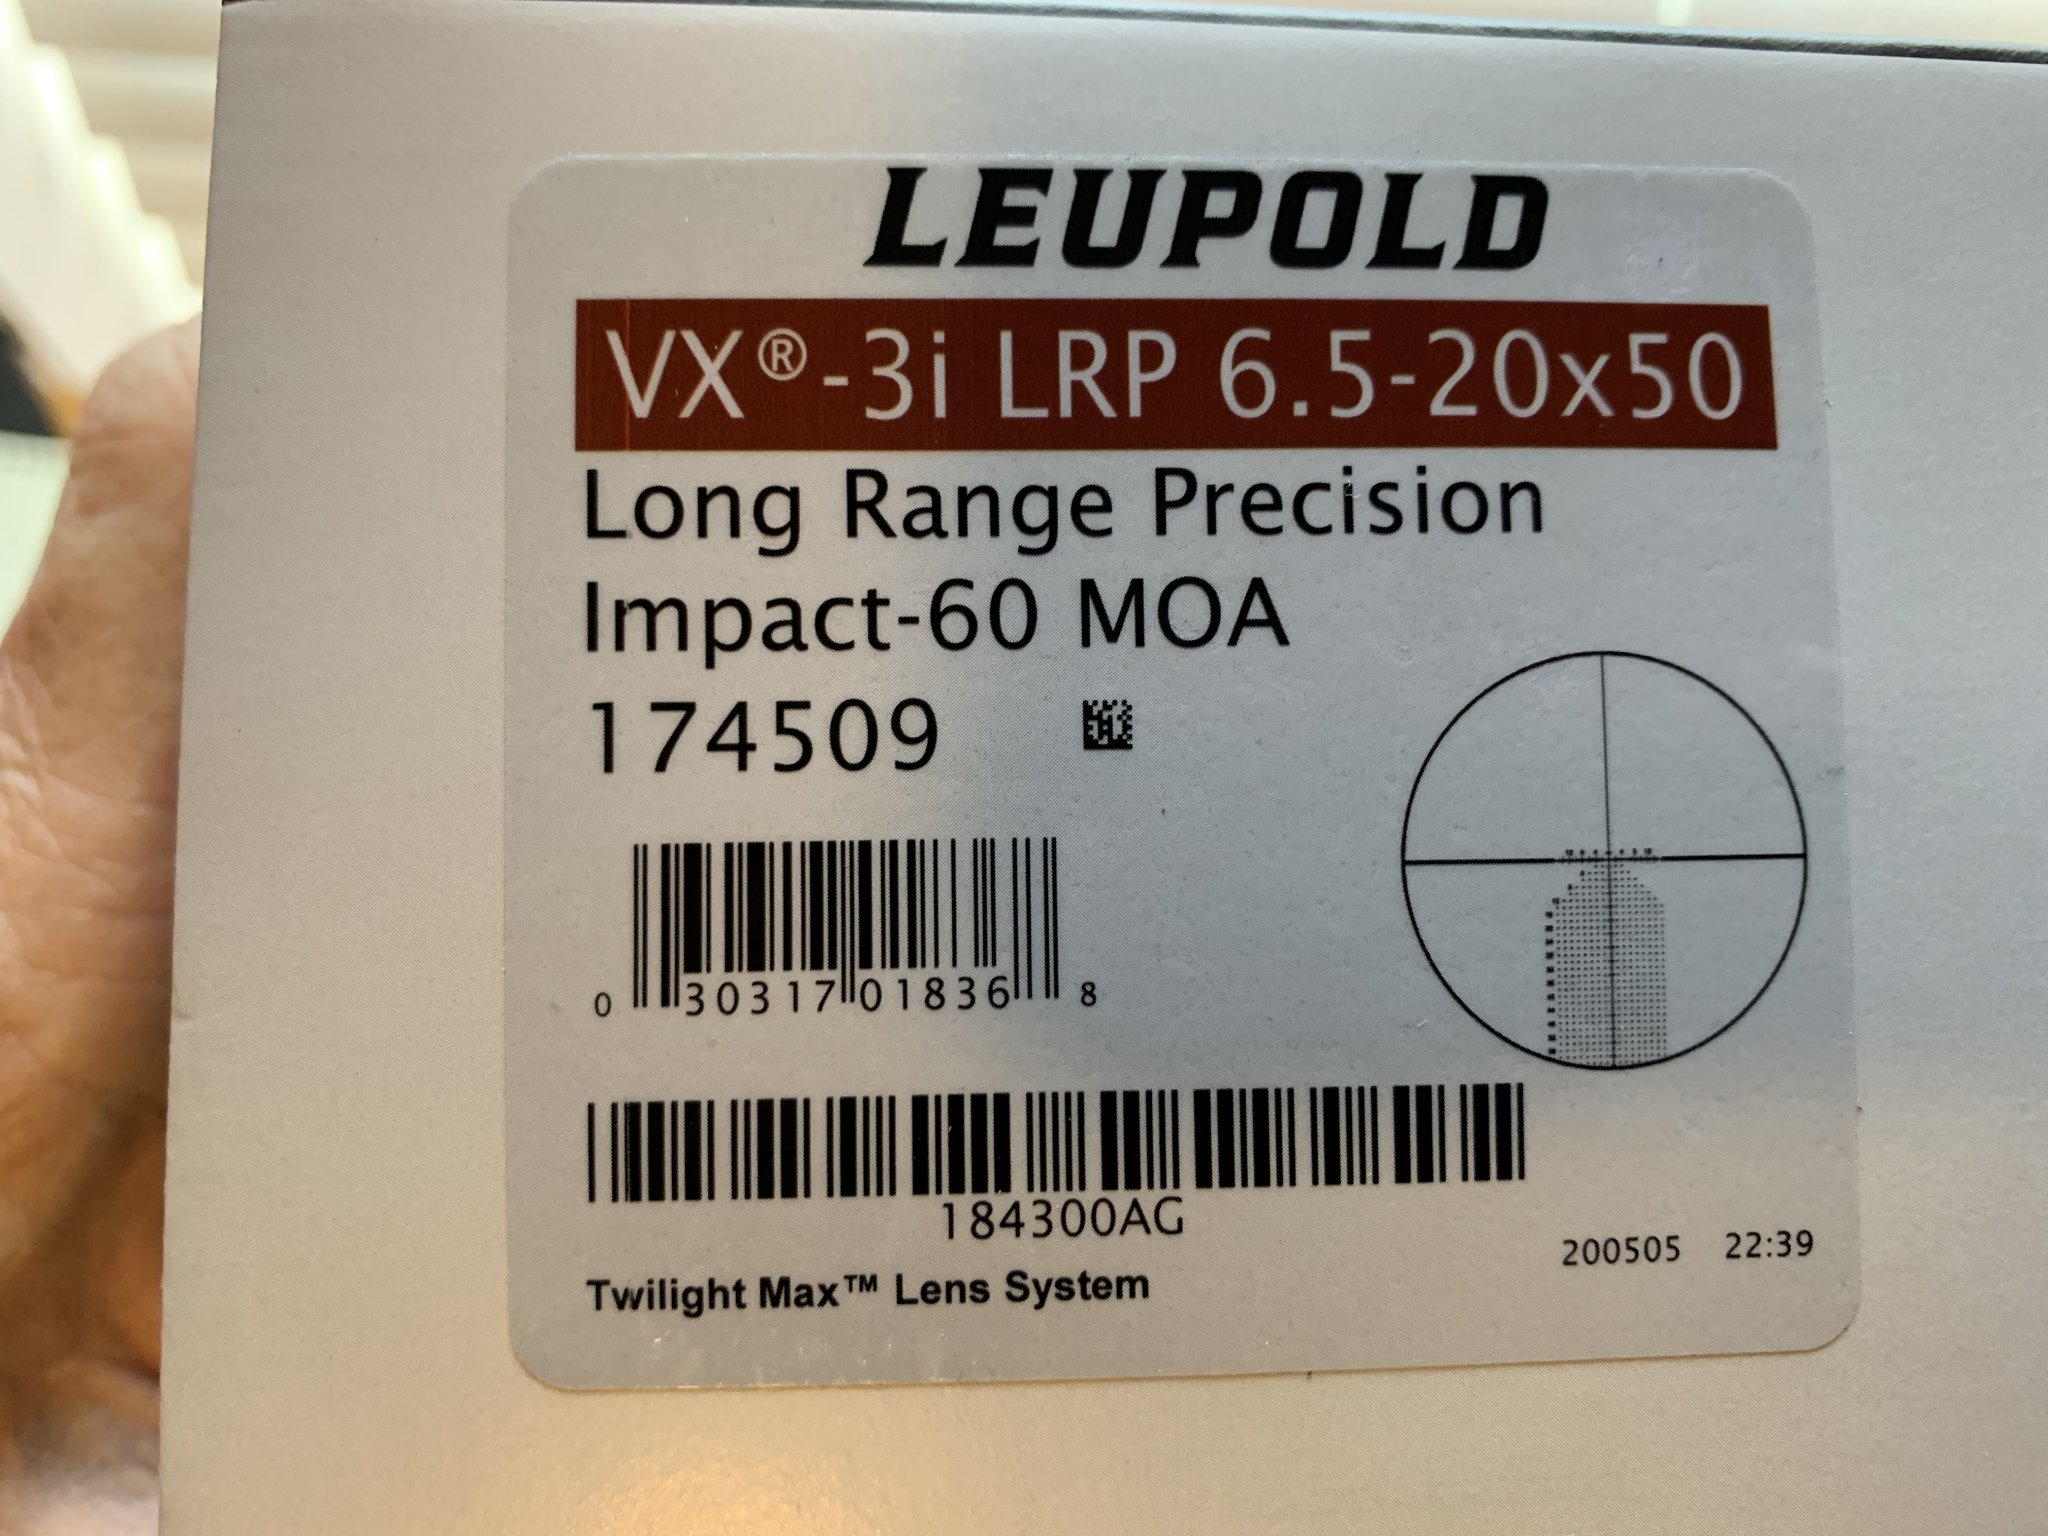 LEUPOLD
VX®-3i LRP 6.5-20x50
Long Range Precision
Impact-60 MOA
174509
0 30317 01836 8
184300AG
200505 22:39
Twilight Max™ Lens System